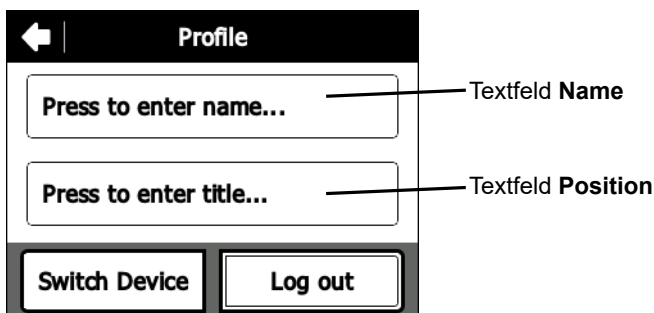 Profile
Press to enter name...
Textfeld Name
Press to enter title...
Textfeld Position
Switch Device
Log out